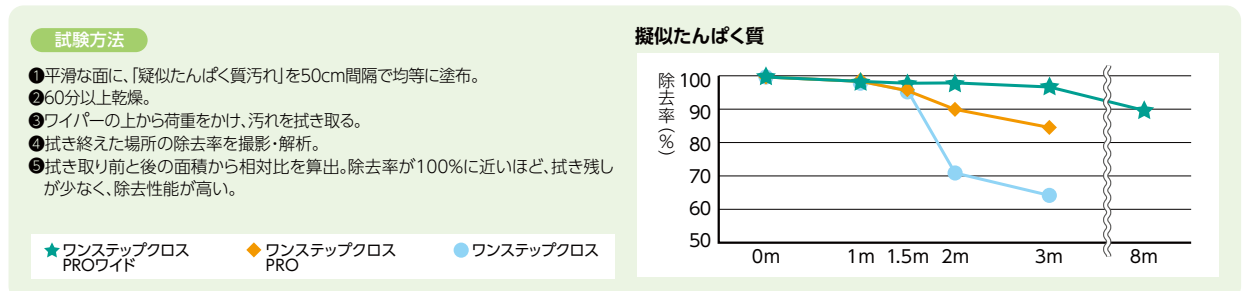 試験方法
❶平滑な面に、「疑似たんぱく質汚れ」を50cm間隔で均等に塗布。
❷60分以上乾燥。
❸ワイパーの上から荷重をかけ、汚れを拭き取る。
❹拭き終えた場所の除去率を撮影・解析。
❺拭き取り前と後の面積から相対比を算出。除去率が100%に近いほど、拭き残し
が少なく、除去性能が高い。
ワンステップクロス
PROワイド
ワンステップクロス
PRO
ワンステップクロス
擬似たんぱく質
除去率(%)
100
90
80
70
60
50
0m 1m 1.5m 2m 3m 8m